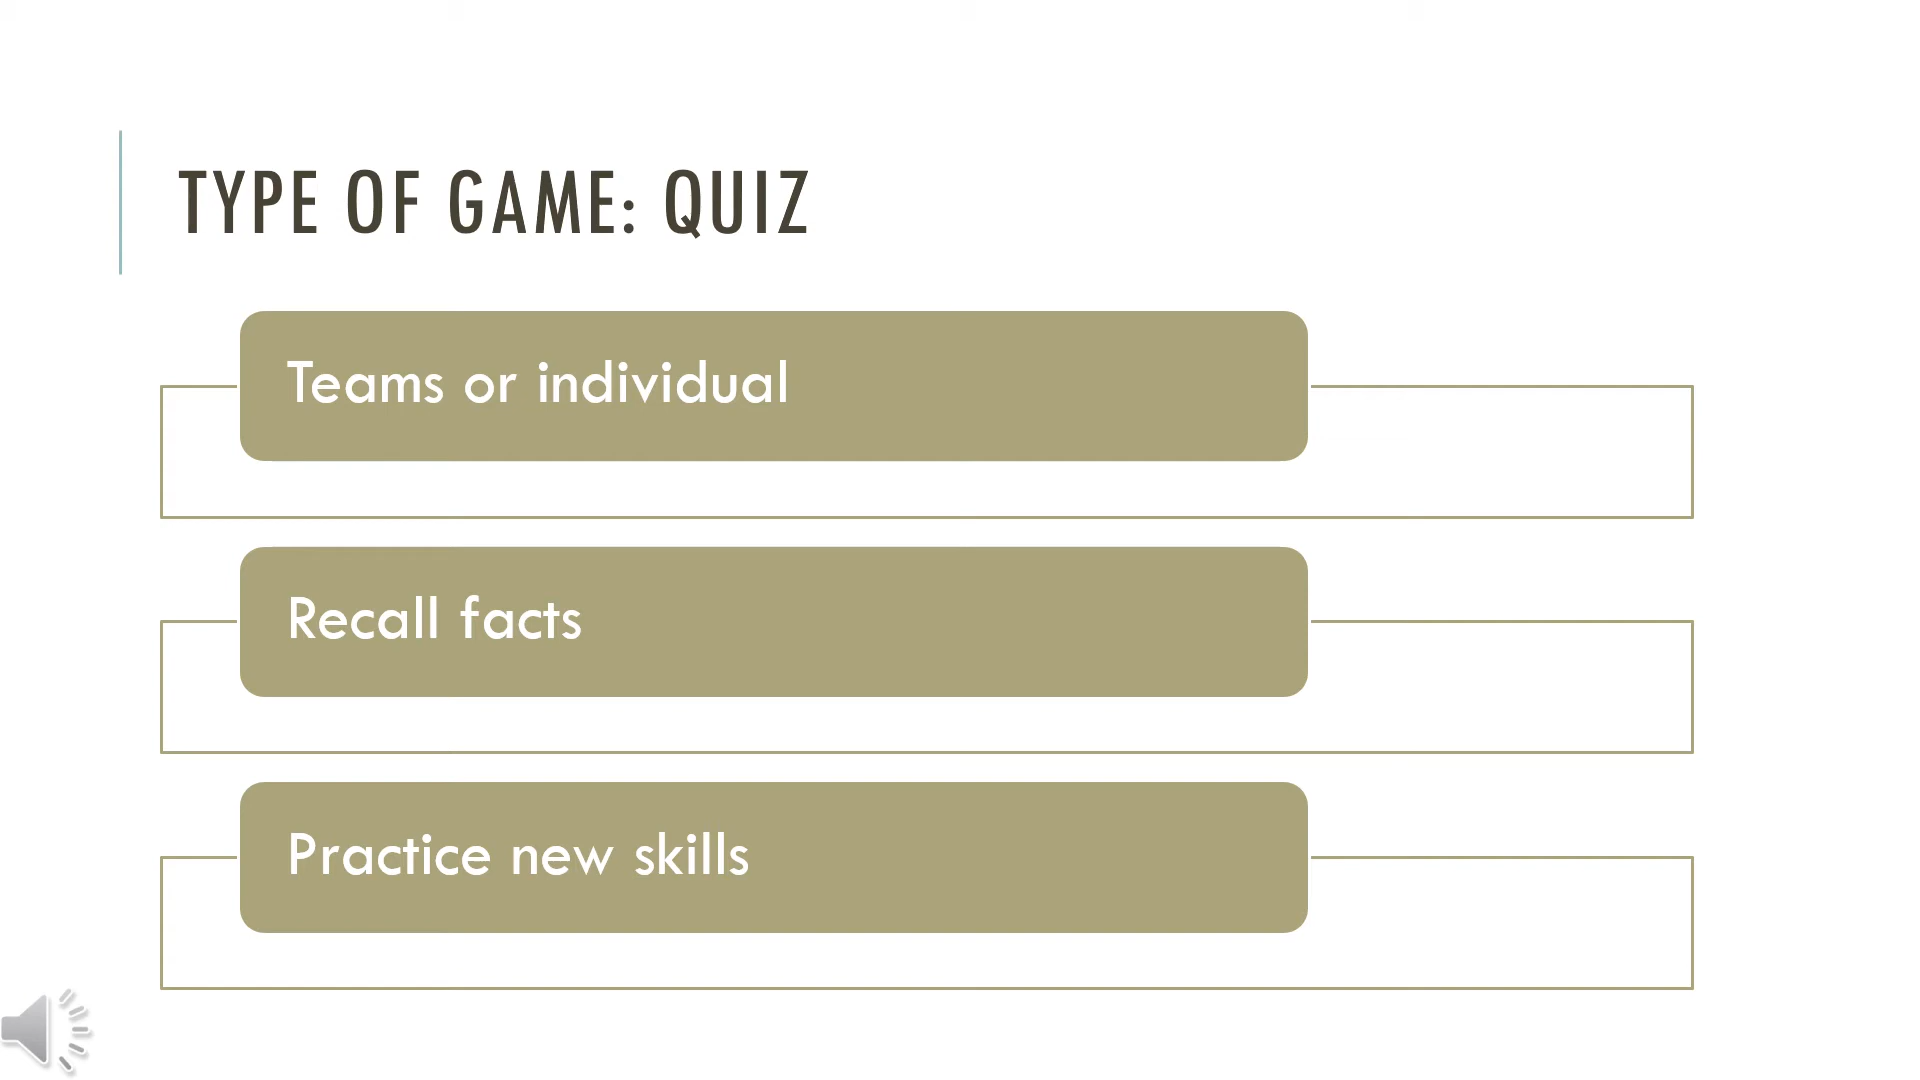 TYPE OF GAME: QUIZ
Teams or individual
Recall facts
Practice new skills